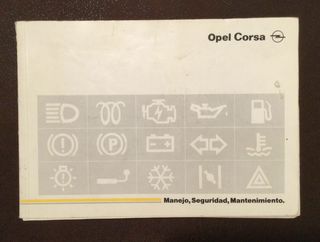 Opel Corsa
P
Manejo, Seguridad, Mantenimiento.